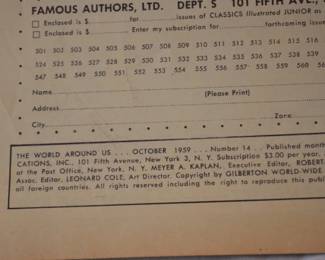 FAMOUS AUTHORS, LTD. DEPT. S 101 FIFTH AVE.,
Enclosed is $ for issues of CLASSICS Illustrated JUNIOR as
Enclosed is $ Enter my subscription for forthcoming issues
501 502 503 504 505 506 507 508 509 510 511 512 513 514 515 516
524 525 526 527 528 529 530 531 532 533 534 535 536 537 538 539
547 548 549 550 551 552 553 554 555 556 557 558 559 560
Name
(Please Print)
Address
City Zone
THE WORLD AROUND US . . . OCTOBER 1959 . . . Number 14 . . . Published month
CATIONS, INC., 101 Fifth Avenue, New York 3, N. Y. Subscription $3.00 per year,
at the Post Office, New York, N. Y. MEYER A. KAPLAN, Executive Editor, ROBERT
Assoc. Editor, LEONARD COLE, Art Director. Copyright by GILBERTON WORLD-WIDE
all foreign countries. All rights reserved including the right to reproduce this publi